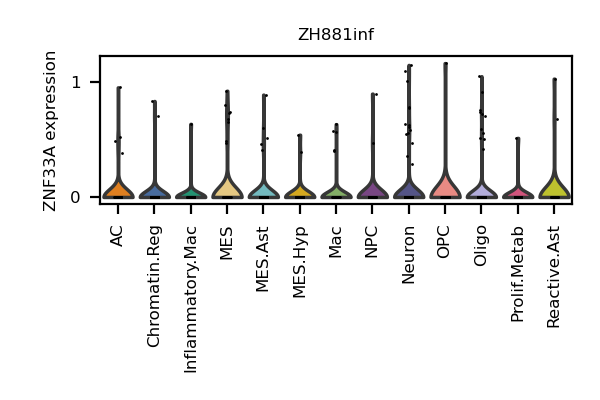 ZH881inf
ZNF33A expression
1
0
AC
Chromatin.Reg
Inflammatory.Mac
MES
MES.Ast
MES.Hyp
Mac
NPC
Neuron
OPC
Oligo
Prolif.Metab
Reactive.Ast